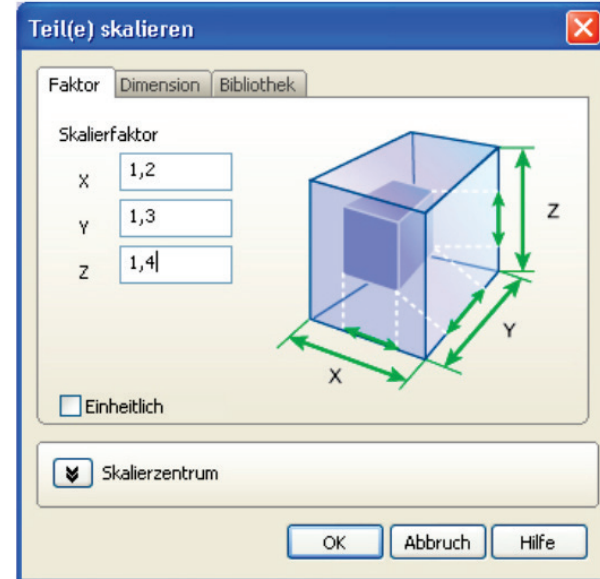 Teil(e) skalieren
Faktor Dimension Bibliothek
Skalierfaktor
X 1,2
Y 1,3
Z 1,4
Z
Y
X
Einheitlich
Skalierzentrum
OK Abbruch Hilfe